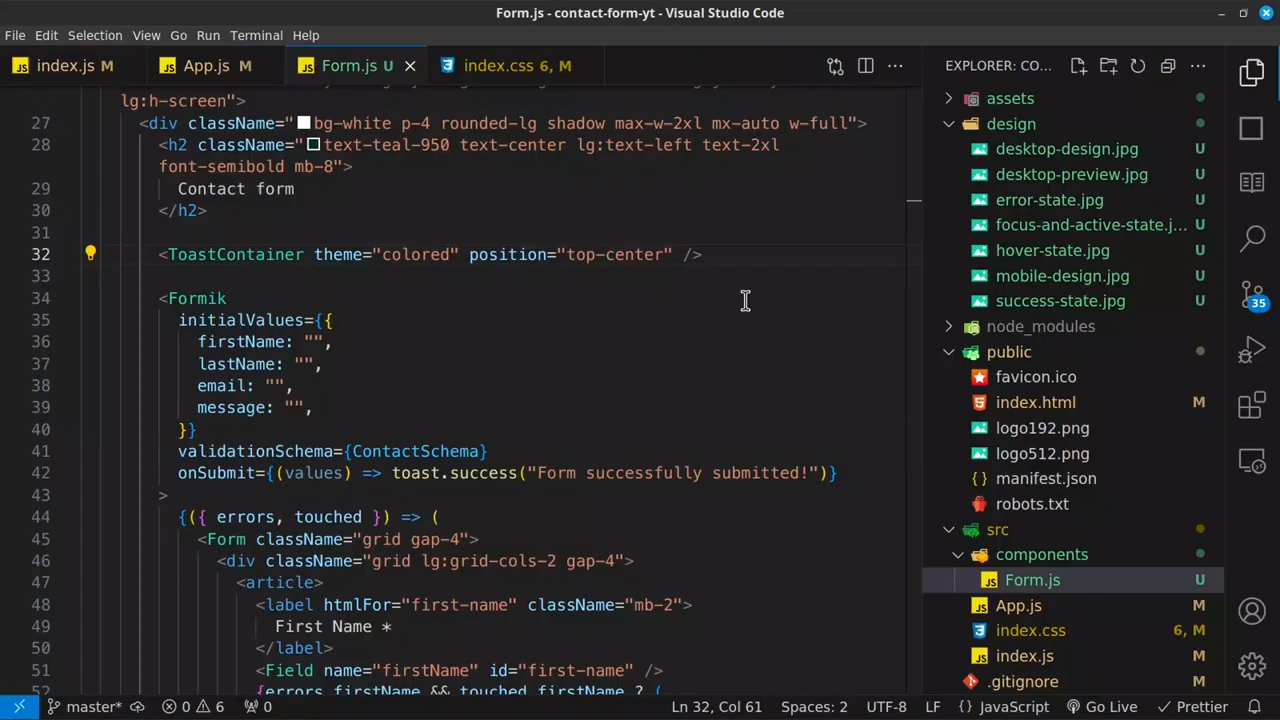 Form.js - contact-form-yt - Visual Studio Code
File Edit Selection View Go Run Terminal Help
index.js M App.js M Form.js U index.css 6, M
EXPLORER: CO...
lg:h-screen">
27 <div className="bg-white p-4 rounded-lg shadow max-w-2xl mx-auto w-full">
28 <h2 className="text-teal-950 text-center lg:text-left text-2xl
font-semibold mb-8">
29 Contact form
30 </h2>
31
32 <ToastContainer theme="colored" position="top-center" />
33
34 <Formik
35 initialValues={{
36 firstName: "",
37 lastName: "",
38 email: "",
39 message: "",
40 }}
41 validationSchema={ContactSchema}
42 onSubmit={(values) => toast.success("Form successfully submitted!")}
43 >
44 {({ errors, touched }) => (
45 <Form className="grid gap-4">
46 <div className="grid lg:grid-cols-2 gap-4">
47 <article>
48 <label htmlFor="first-name" className="mb-2">
49 First Name *
50 </label>
51 <Field name="firstName" id="first-name" />
52 {errors.firstName && touched.firstName ? (
assets
design
desktop-design.jpg U
desktop-preview.jpg U
error-state.jpg U
focus-and-active-state.j... U
hover-state.jpg U
mobile-design.jpg U
success-state.jpg U
node_modules
public
favicon.ico
index.html M
logo192.png
logo512.png
manifest.json
robots.txt
src
components
Form.js U
App.js M
index.css 6, M
index.js M
.gitignore M
35
master* 0 6 0 Ln 32, Col 61 Spaces: 2 UTF-8 LF {} JavaScript Go Live Prettier